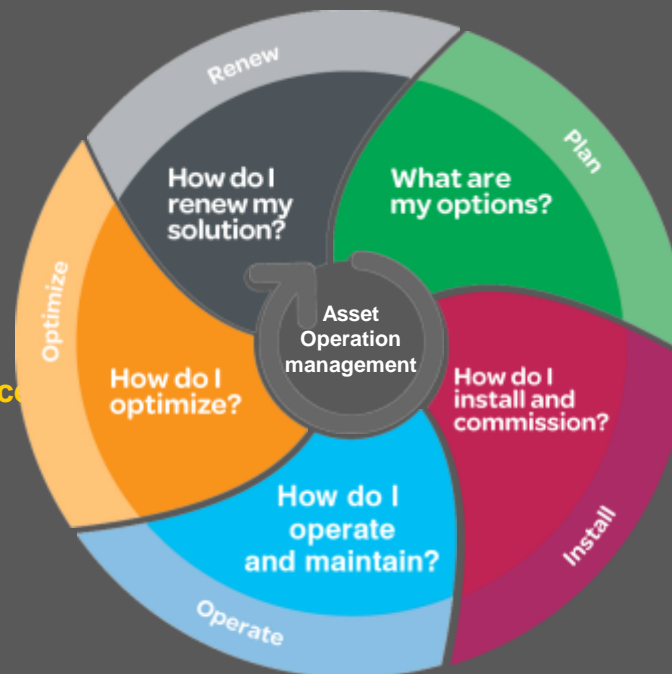 Renew
Plan
How do I
renew my
solution?
What are
my options?
Optimize
Asset
Operation
management
How do I
optimize?
How do I
install and
commission?
How do I
operate
and maintain?
Install
Operate